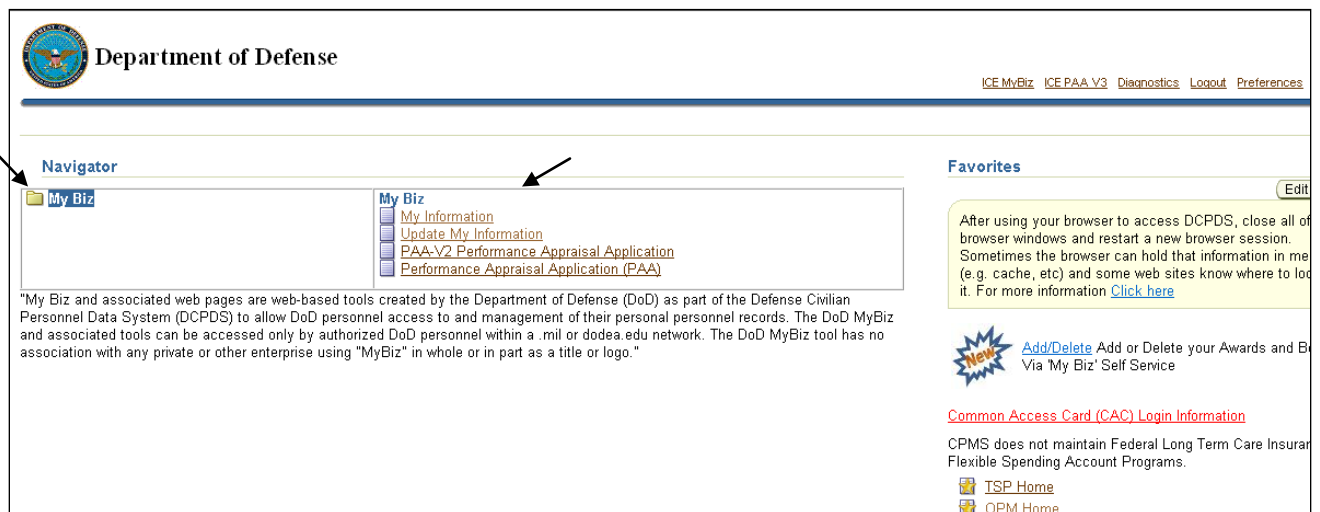 Department of Defense
ICE MyBiz ICE PAA V3 Diagnostics Logout Preferences
Navigator
My Biz
My Biz
My Information
Update My Information
PAA-V2 Performance Appraisal Application
Performance Appraisal Application (PAA)
"My Biz and associated web pages are web-based tools created by the Department of Defense (DoD) as part of the Defense Civilian
Personnel Data System (DCPDS) to allow DoD personnel access to and management of their personal personnel records. The DoD MyBiz
and associated tools can be accessed only by authorized DoD personnel within a .mil or dodea.edu network. The DoD MyBiz tool has no
association with any private or other enterprise using "MyBiz" in whole or in part as a title or logo."
Favorites
Edit
After using your browser to access DCPDS, close all of
browser windows and restart a new browser session.
Sometimes the browser can hold that information in me
(e.g. cache, etc) and some web sites know where to loo
it. For more information Click here
New
Add/Delete Add or Delete your Awards and B
Via 'My Biz' Self Service
Common Access Card (CAC) Login Information
CPMS does not maintain Federal Long Term Care Insuran
Flexible Spending Account Programs.
TSP Home
OPM Home